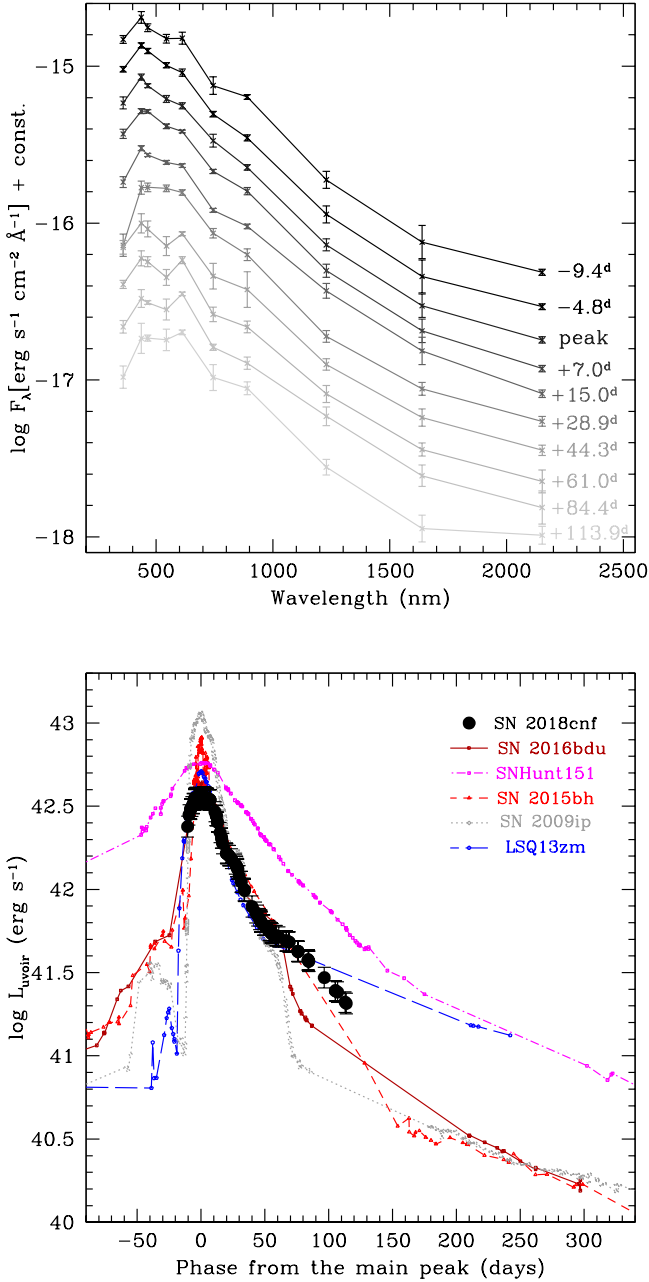 −15
−16
−17
−18
log F_λ[erg s⁻¹ cm⁻² Å⁻¹] + const.
−9.4ᵈ
−4.8ᵈ
peak
+7.0ᵈ
+15.0ᵈ
+28.9ᵈ
+44.3ᵈ
+61.0ᵈ
+84.4ᵈ
+113.9ᵈ
500 1000 1500 2000 2500
Wavelength (nm)
43
42.5
42
41.5
41
40.5
40
log L_uvoir (erg s⁻¹)
SN 2018cnf
SN 2016bdu
SNHunt151
SN 2015bh
SN 2009ip
LSQ13zm
−50 0 50 100 150 200 250 300
Phase from the main peak (days)